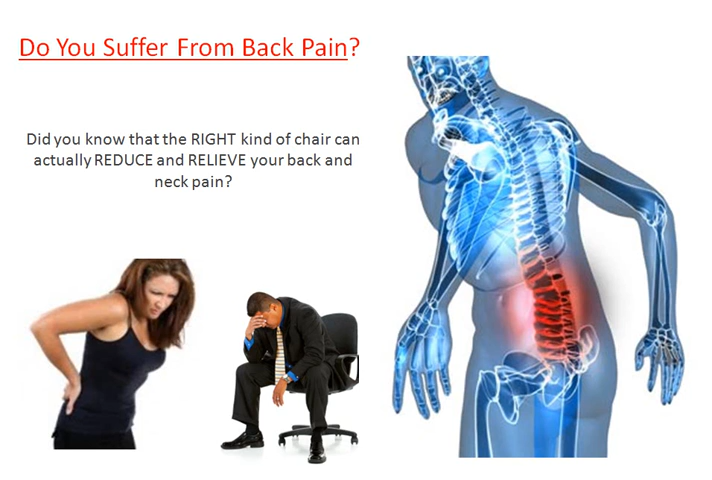 Do You Suffer From Back Pain?
Did you know that the RIGHT kind of chair can
actually REDUCE and RELIEVE your back and
neck pain?